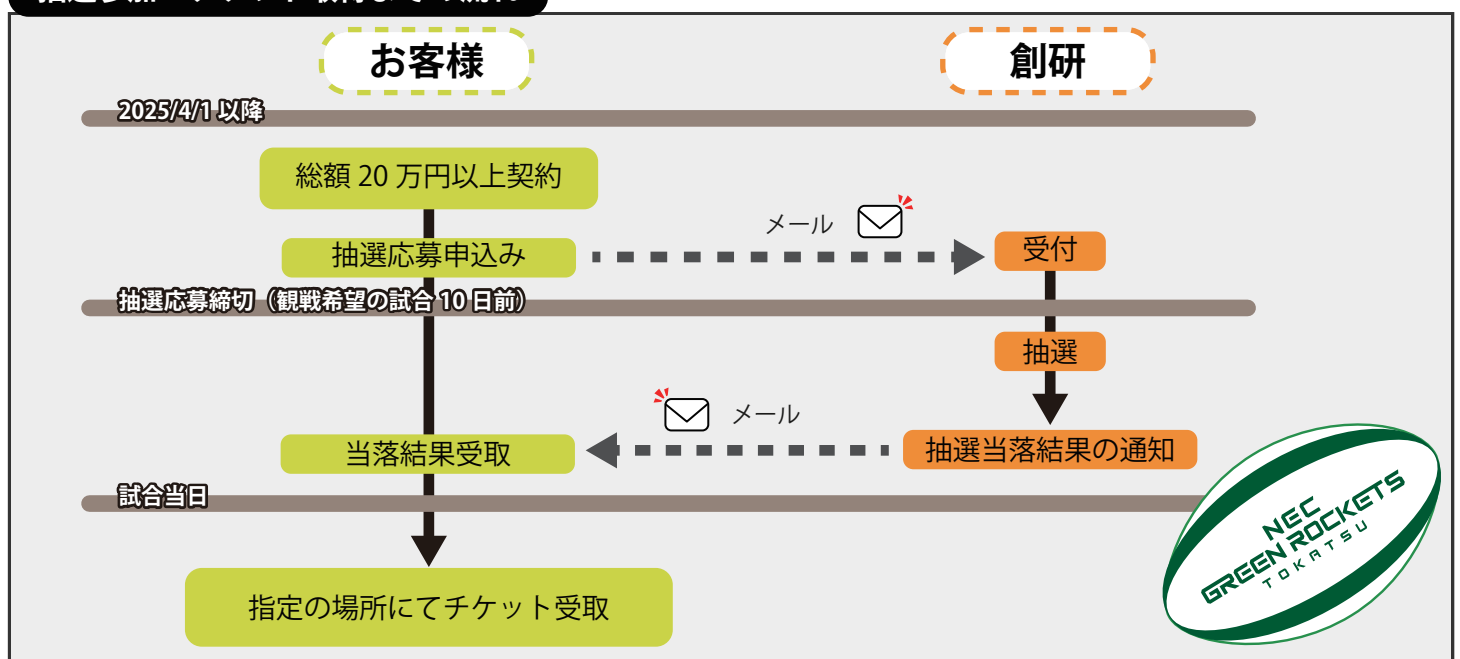 お客様
創研
2025/4/1 以降
総額 20 万円以上契約
メール
抽選応募申込み
受付
抽選応募締切（観戦希望の試合 10 日前）
抽選
メール
当落結果受取
抽選当落結果の通知
試合当日
NEC
GREEN ROCKETS
TOKATSU
指定の場所にてチケット受取